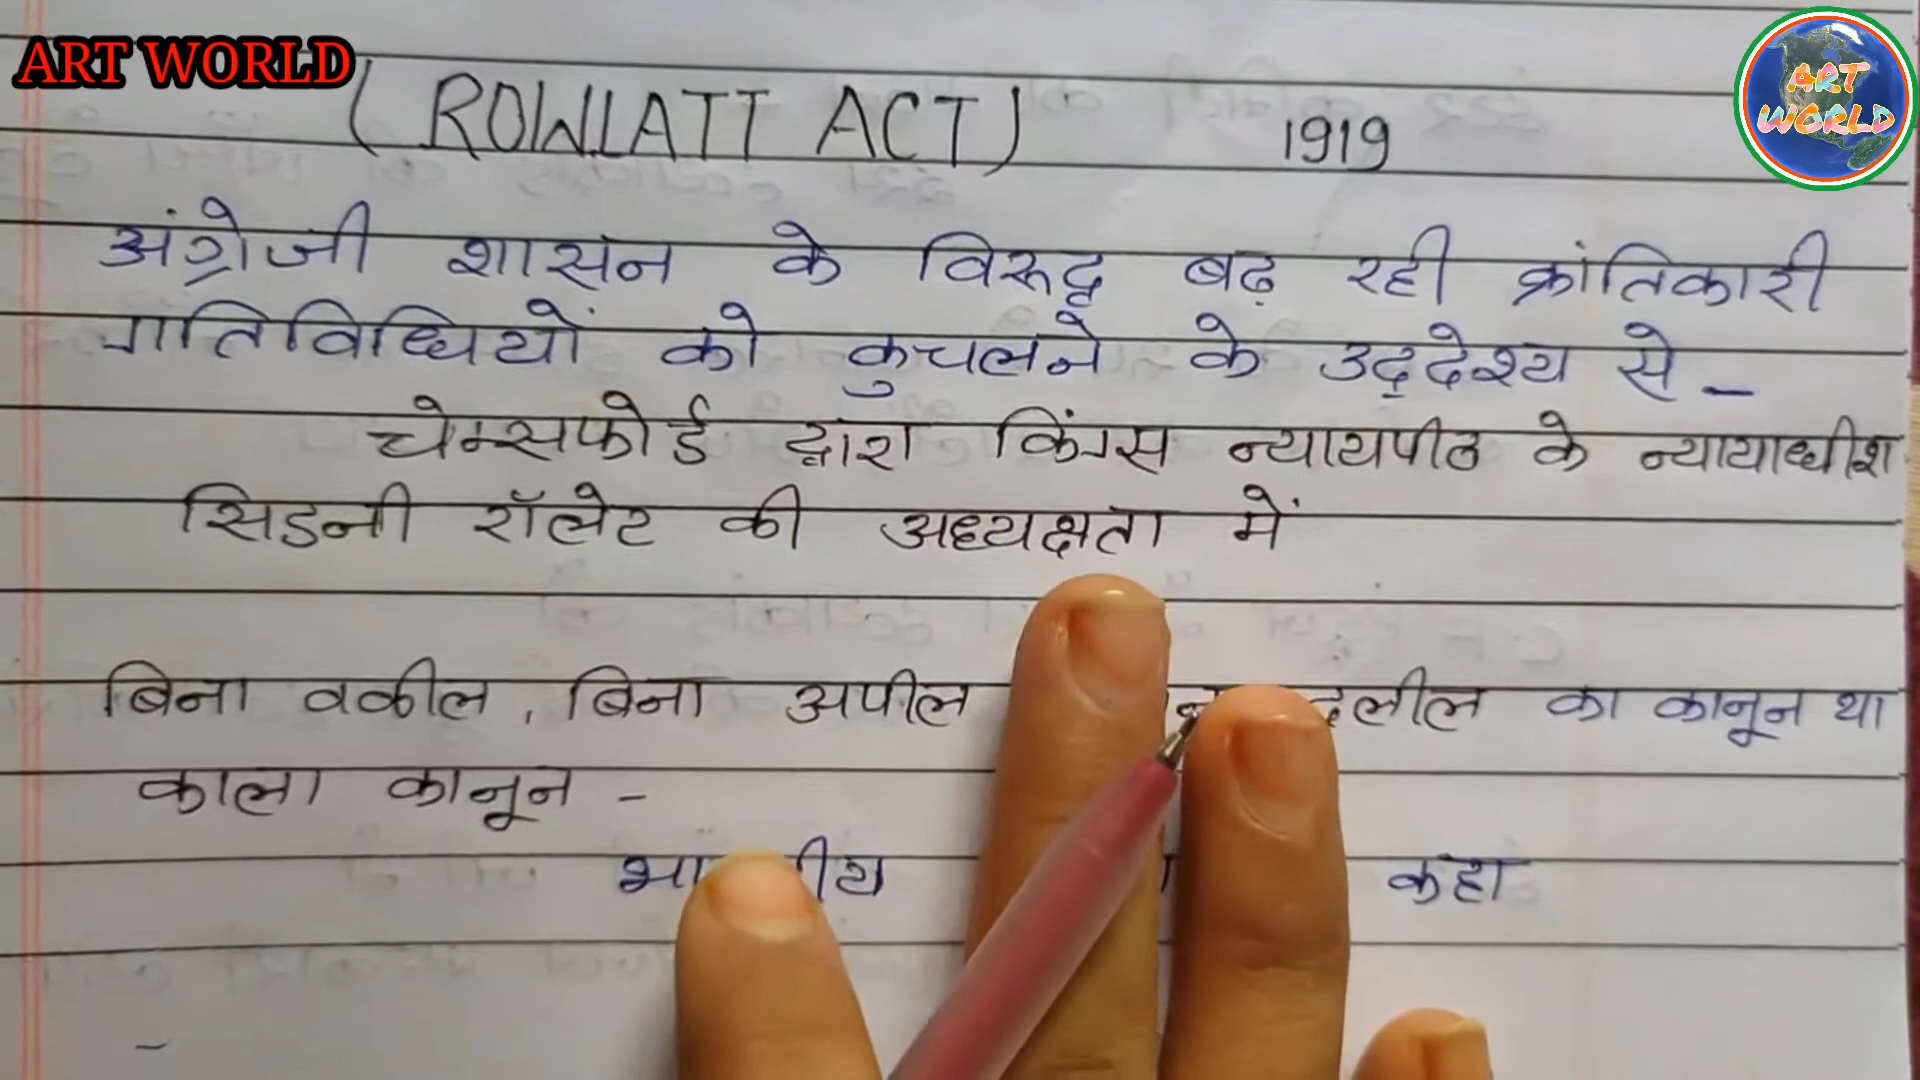 ART WORLD
ART WORLD
(ROWLATT ACT) 1919
अंग्रेजी शासन के विरूद्ध बढ़ रही क्रांतिकारी
गतिविधियों को कुचलने के उद्देश्य से -
चेम्सफोर्ड द्वारा किंग्स न्यायपीठ के न्यायाधीश
सिडनी रॉलेट की अध्यक्षता में
बिना वकील, बिना अपील दलील का कानून था
काला कानून -
कहा